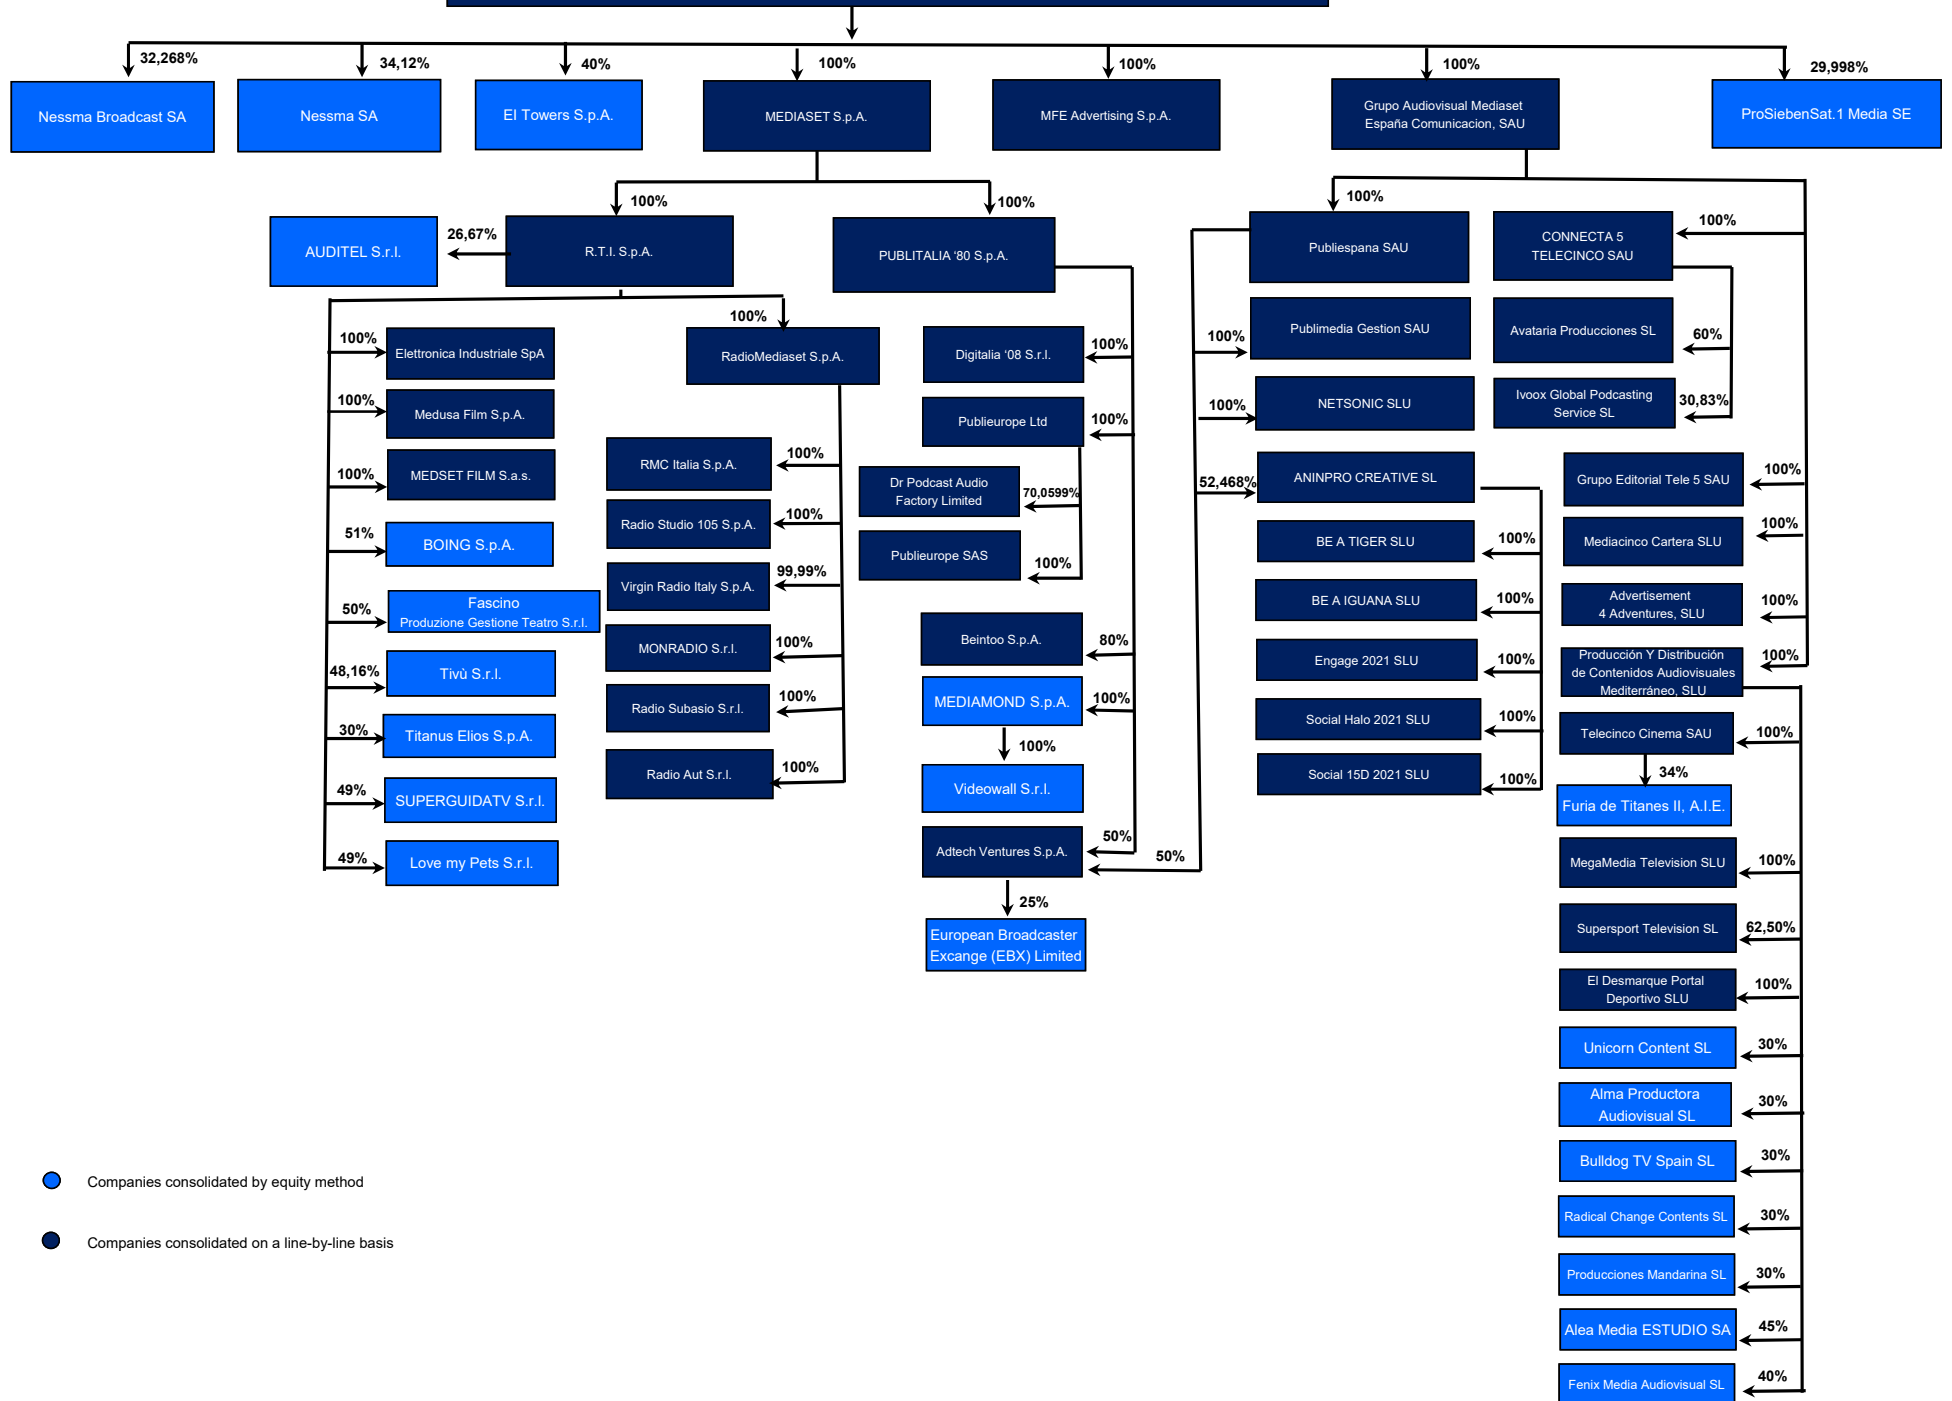 32,268%
34,12%
40%
100%
100%
100%
29,998%
Nessma Broadcast SA
Nessma SA
EI Towers S.p.A.
MEDIASET S.p.A.
MFE Advertising S.p.A.
Grupo Audiovisual Mediaset
España Comunicacion, SAU
ProSiebenSat.1 Media SE
100%
100%
100%
AUDITEL S.r.l.
26,67%
R.T.I. S.p.A.
PUBLITALIA ‘80 S.p.A.
Publiespana SAU
CONNECTA 5
TELECINCO SAU
100%
100%
Elettronica Industriale SpA
100%
Medusa Film S.p.A.
100%
MEDSET FILM S.a.s.
51%
BOING S.p.A.
50%
Fascino
Produzione Gestione Teatro S.r.l.
48,16%
Tivù S.r.l.
30%
Titanus Elios S.p.A.
49%
SUPERGUIDATV S.r.l.
49%
Love my Pets S.r.l.
100%
RadioMediaset S.p.A.
RMC Italia S.p.A.
100%
Radio Studio 105 S.p.A.
100%
Virgin Radio Italy S.p.A.
99,99%
MONRADIO S.r.l.
100%
Radio Subasio S.r.l.
100%
Radio Aut S.r.l.
100%
Digitalia ‘08 S.r.l.
100%
Publieurope Ltd
100%
Dr Podcast Audio
Factory Limited
70,0599%
Publieurope SAS
100%
Beintoo S.p.A.
80%
MEDIAMOND S.p.A.
100%
100%
Videowall S.r.l.
Adtech Ventures S.p.A.
50%
50%
25%
European Broadcaster
Excange (EBX) Limited
100%
Publimedia Gestion SAU
100%
NETSONIC SLU
52,468%
ANINPRO CREATIVE SL
BE A TIGER SLU
100%
BE A IGUANA SLU
100%
Engage 2021 SLU
100%
Social Halo 2021 SLU
100%
Social 15D 2021 SLU
100%
Avataria Producciones SL
60%
Ivoox Global Podcasting
Service SL
30,83%
Grupo Editorial Tele 5 SAU
100%
Mediacinco Cartera SLU
100%
Advertisement
4 Adventures, SLU
100%
Producción Y Distribución
de Contenidos Audiovisuales
Mediterráneo, SLU
100%
Telecinco Cinema SAU
100%
34%
Furia de Titanes II, A.I.E.
MegaMedia Television SLU
100%
Supersport Television SL
62,50%
El Desmarque Portal
Deportivo SLU
100%
Unicorn Content SL
30%
Alma Productora
Audiovisual SL
30%
Bulldog TV Spain SL
30%
Radical Change Contents SL
30%
Producciones Mandarina SL
30%
Alea Media ESTUDIO SA
45%
Fenix Media Audiovisual SL
40%
Companies consolidated by equity method
Companies consolidated on a line-by-line basis